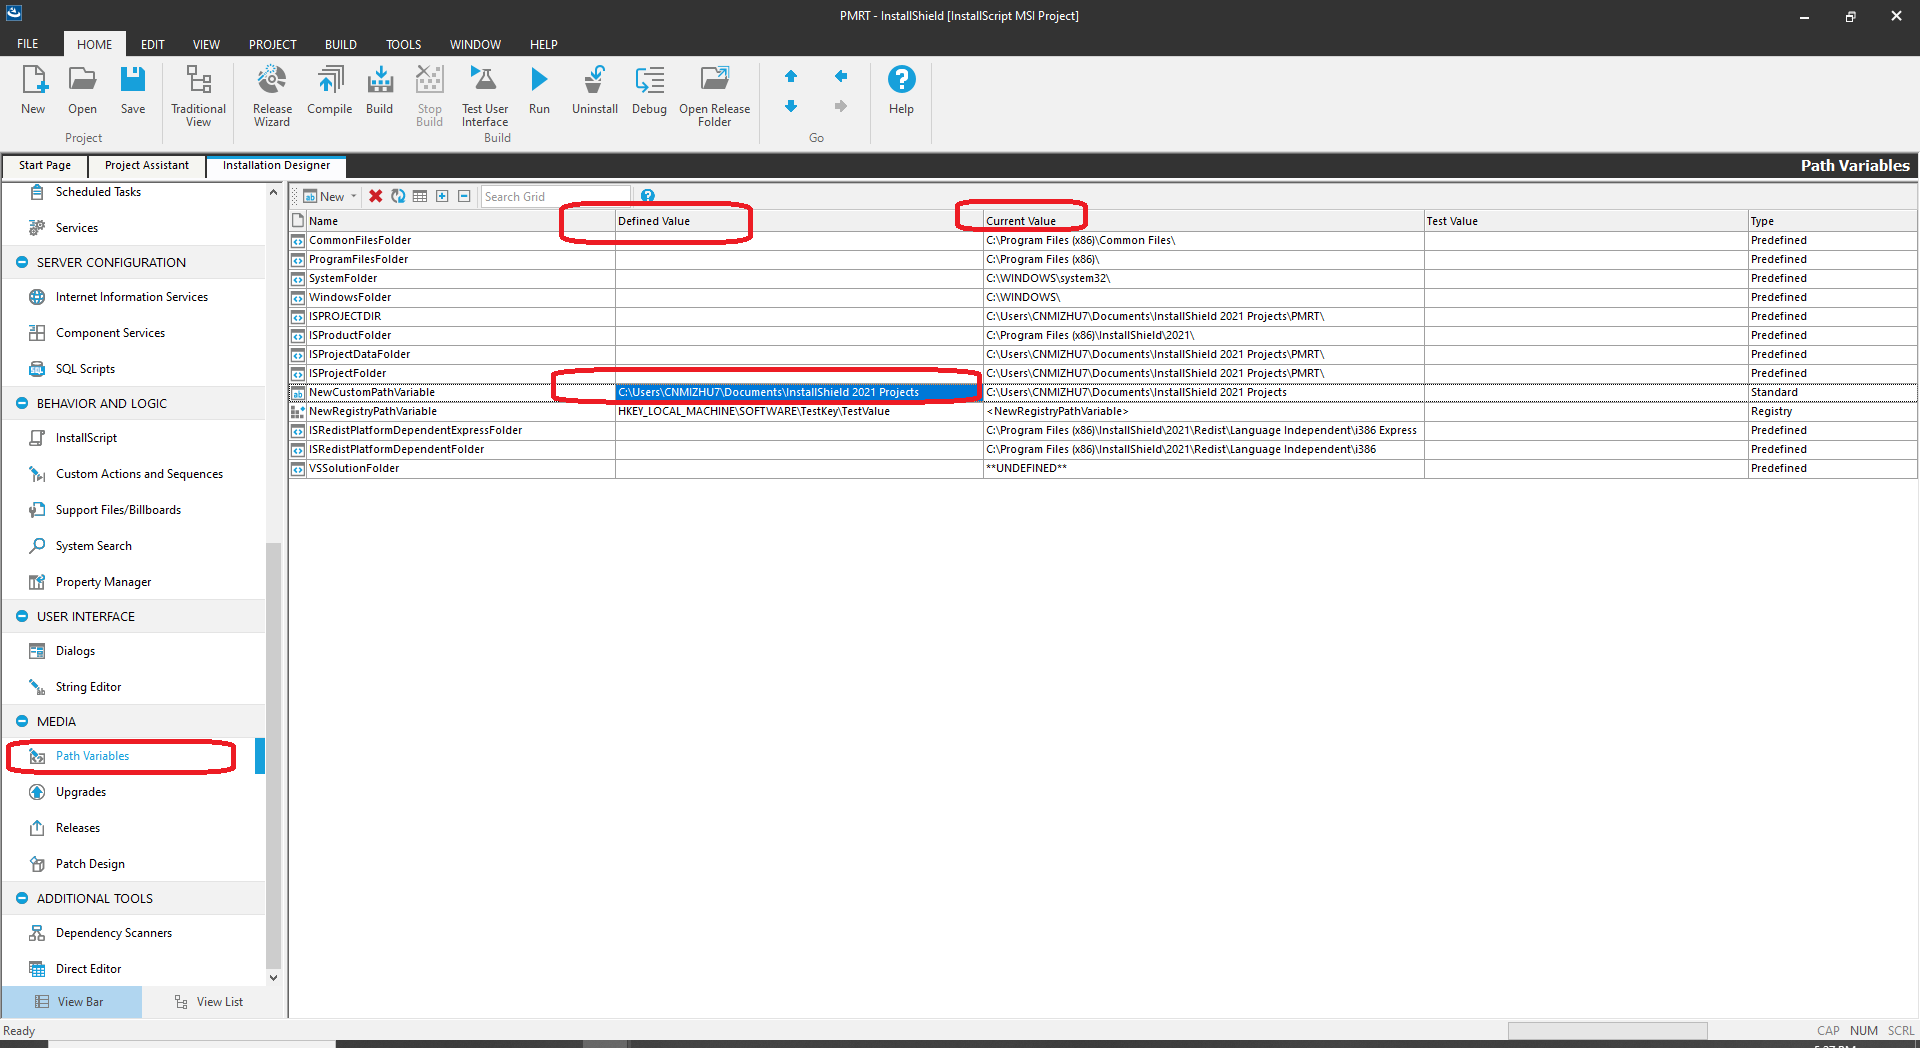 PMRT - InstallShield [InstallScript MSI Project]
FILE HOME EDIT VIEW PROJECT BUILD TOOLS WINDOW HELP
New Open Save Traditional View Release Wizard Compile Build Stop Build Test User Interface Run Uninstall Debug Open Release Folder Help
Project Build Go
Start Page Project Assistant Installation Designer Path Variables
Scheduled Tasks
Services
SERVER CONFIGURATION
Internet Information Services
Component Services
SQL Scripts
BEHAVIOR AND LOGIC
InstallScript
Custom Actions and Sequences
Support Files/Billboards
System Search
Property Manager
USER INTERFACE
Dialogs
String Editor
MEDIA
Path Variables
Upgrades
Releases
Patch Design
ADDITIONAL TOOLS
Dependency Scanners
Direct Editor
View Bar View List
New Search Grid
Name Defined Value Current Value Test Value Type
CommonFilesFolder C:\Program Files (x86)\Common Files\ Predefined
ProgramFilesFolder C:\Program Files (x86)\ Predefined
SystemFolder C:\WINDOWS\system32\ Predefined
WindowsFolder C:\WINDOWS\ Predefined
ISPROJECTDIR C:\Users\CNMIZHU7\Documents\InstallShield 2021 Projects\PMRT\ Predefined
ISProductFolder C:\Program Files (x86)\InstallShield\2021\ Predefined
ISProjectDataFolder C:\Users\CNMIZHU7\Documents\InstallShield 2021 Projects\PMRT\ Predefined
ISProjectFolder C:\Users\CNMIZHU7\Documents\InstallShield 2021 Projects\PMRT\ Predefined
NewCustomPathVariable C:\Users\CNMIZHU7\Documents\InstallShield 2021 Projects C:\Users\CNMIZHU7\Documents\InstallShield 2021 Projects Standard
NewRegistryPathVariable HKEY_LOCAL_MACHINE\SOFTWARE\TestKey\TestValue <NewRegistryPathVariable> Registry
ISRedistPlatformDependentExpressFolder C:\Program Files (x86)\InstallShield\2021\Redist\Language Independent\i386 Express Predefined
ISRedistPlatformDependentFolder C:\Program Files (x86)\InstallShield\2021\Redist\Language Independent\i386 Predefined
VSSolutionFolder **UNDEFINED** Predefined
Ready CAP NUM SCRL